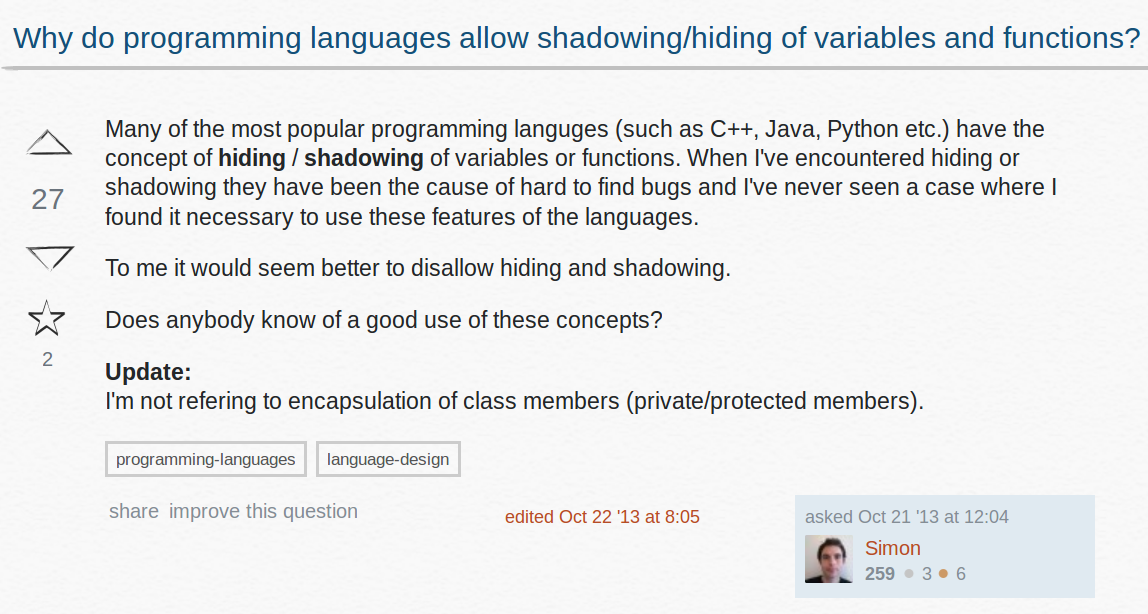 Why do programming languages allow shadowing/hiding of variables and functions?
Many of the most popular programming languges (such as C++, Java, Python etc.) have the
concept of hiding / shadowing of variables or functions. When I've encountered hiding or
shadowing they have been the cause of hard to find bugs and I've never seen a case where I
found it necessary to use these features of the languages.
27
To me it would seem better to disallow hiding and shadowing.
Does anybody know of a good use of these concepts?
2
Update:
I'm not refering to encapsulation of class members (private/protected members).
programming-languages language-design
share improve this question
edited Oct 22 '13 at 8:05
asked Oct 21 '13 at 12:04
Simon
259 3 6